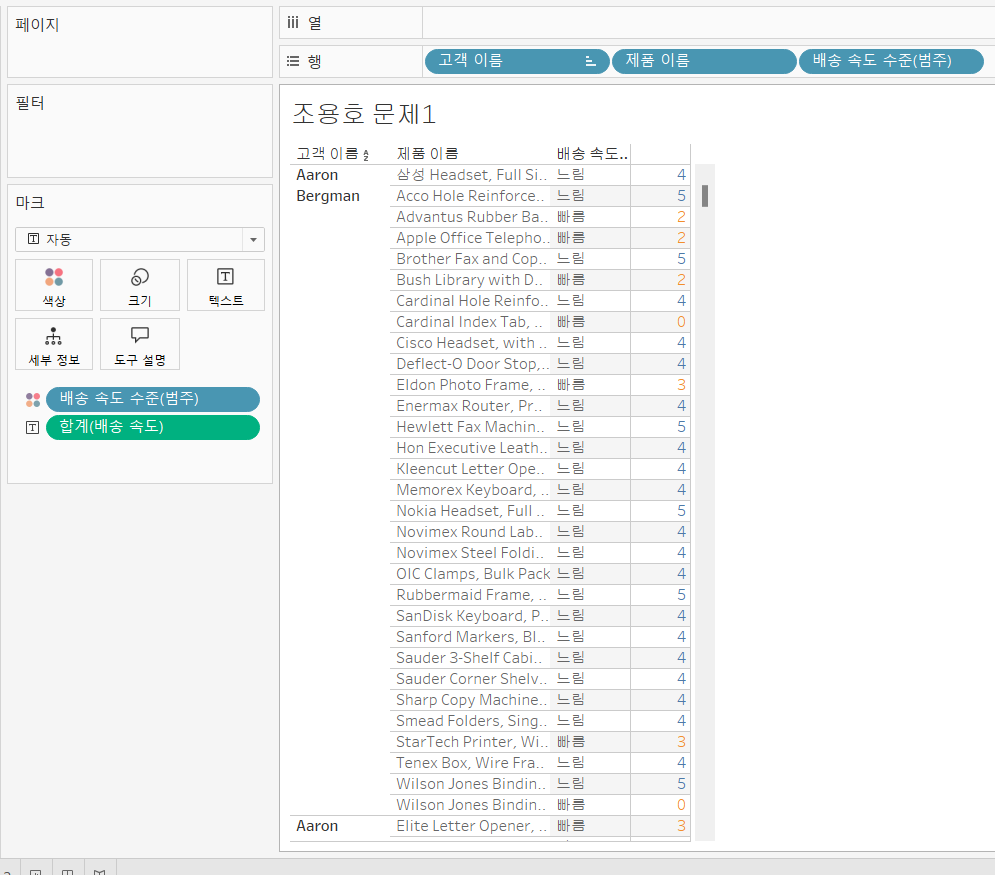 페이지
열
행
고객 이름
제품 이름
배송 속도 수준(범주)
필터
마크
자동
색상
크기
텍스트
세부 정보
도구 설명
배송 속도 수준(범주)
합계(배송 속도)
조용호 문제1
고객 이름 제품 이름 배송 속도..
Aaron 삼성 Headset, Full Si.. 느림 4
Bergman Acco Hole Reinforce.. 느림 5
Advantus Rubber Ba.. 빠름 2
Apple Office Telepho.. 빠름 2
Brother Fax and Cop.. 느림 5
Bush Library with D.. 빠름 2
Cardinal Hole Reinfo.. 느림 4
Cardinal Index Tab, .. 빠름 0
Cisco Headset, with .. 느림 4
Deflect-O Door Stop,.. 느림 4
Eldon Photo Frame, .. 빠름 3
Enermax Router, Pr.. 느림 4
Hewlett Fax Machin.. 느림 5
Hon Executive Leath.. 느림 4
Kleencut Letter Ope.. 느림 4
Memorex Keyboard, .. 느림 4
Nokia Headset, Full .. 느림 5
Novimex Round Lab.. 느림 4
Novimex Steel Foldi.. 느림 4
OIC Clamps, Bulk Pack 느림 4
Rubbermaid Frame, .. 느림 5
SanDisk Keyboard, P.. 느림 4
Sanford Markers, Bl.. 느림 4
Sauder 3-Shelf Cabi.. 느림 4
Sauder Corner Shelv.. 느림 4
Sharp Copy Machine.. 느림 4
Smead Folders, Sing.. 느림 4
StarTech Printer, Wi.. 빠름 3
Tenex Box, Wire Fra.. 느림 4
Wilson Jones Bindin.. 느림 5
Wilson Jones Bindin.. 빠름 0
Aaron Elite Letter Opener, .. 빠름 3